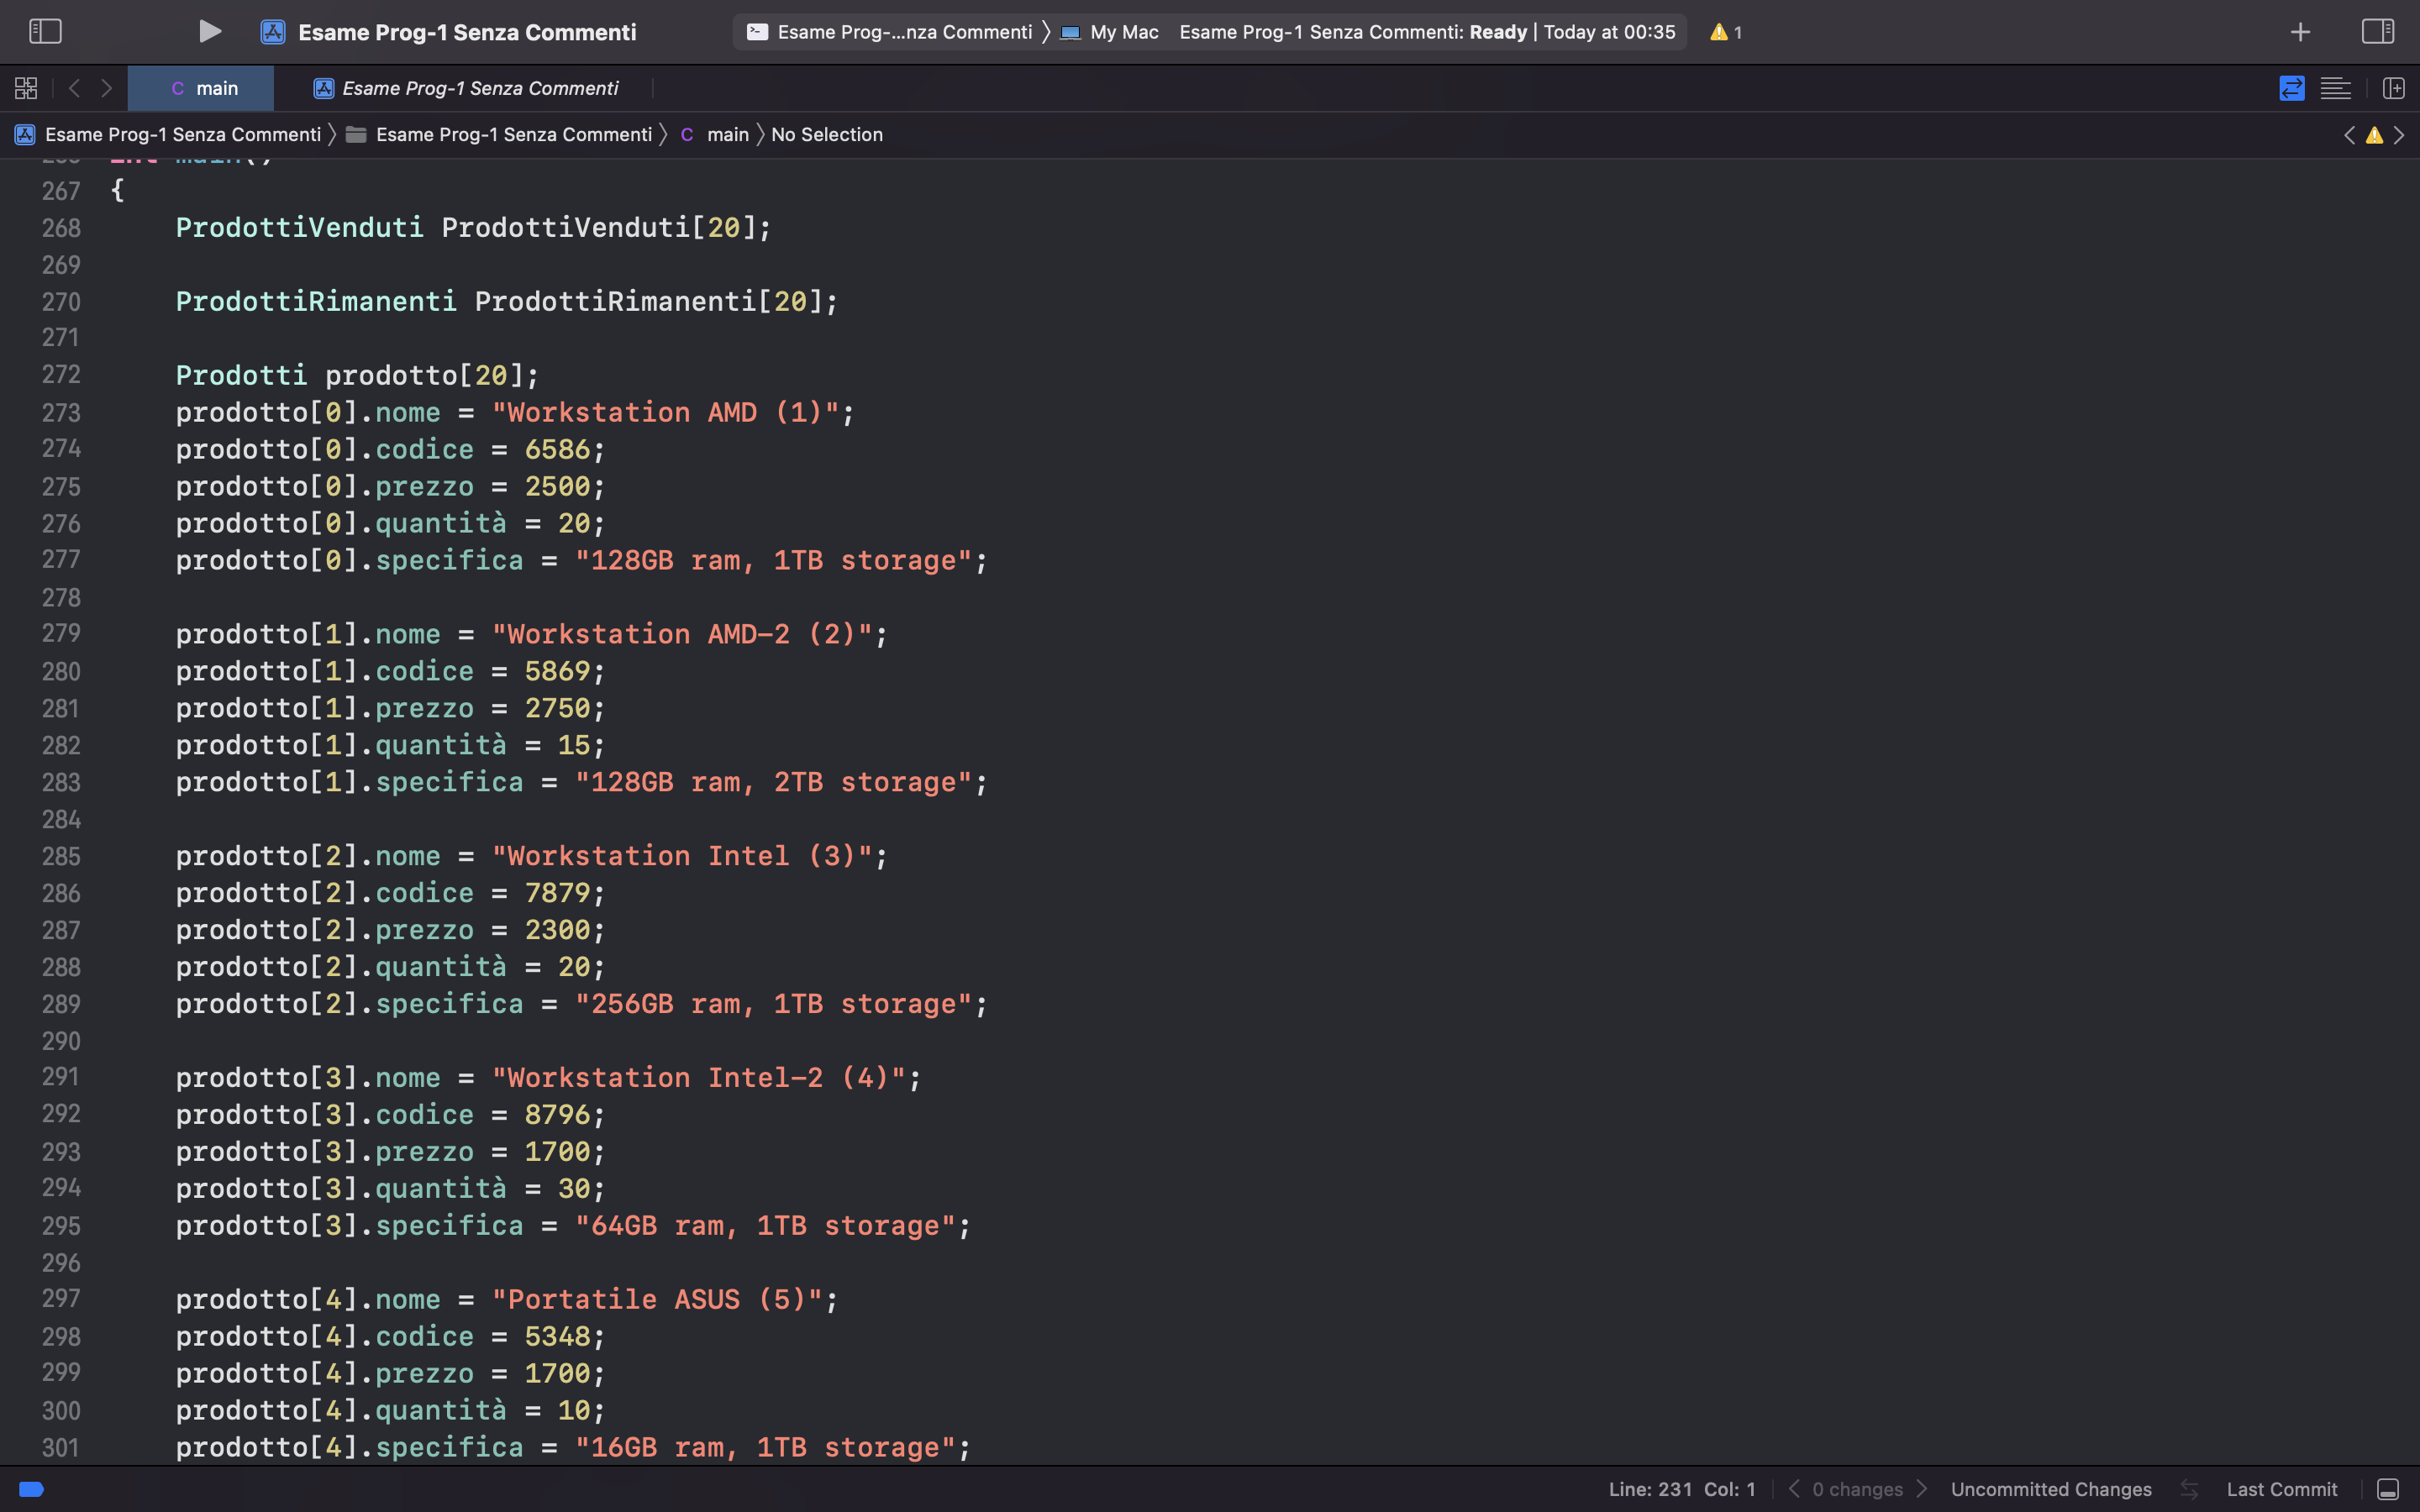 Esame Prog-1 Senza Commenti
Esame Prog-...nza Commenti My Mac Esame Prog-1 Senza Commenti: Ready | Today at 00:35 1
C main Esame Prog-1 Senza Commenti
Esame Prog-1 Senza Commenti Esame Prog-1 Senza Commenti C main No Selection
267 {
268 ProdottiVenduti ProdottiVenduti[20];
269
270 ProdottiRimanenti ProdottiRimanenti[20];
271
272 Prodotti prodotto[20];
273 prodotto[0].nome = "Workstation AMD (1)";
274 prodotto[0].codice = 6586;
275 prodotto[0].prezzo = 2500;
276 prodotto[0].quantità = 20;
277 prodotto[0].specifica = "128GB ram, 1TB storage";
278
279 prodotto[1].nome = "Workstation AMD-2 (2)";
280 prodotto[1].codice = 5869;
281 prodotto[1].prezzo = 2750;
282 prodotto[1].quantità = 15;
283 prodotto[1].specifica = "128GB ram, 2TB storage";
284
285 prodotto[2].nome = "Workstation Intel (3)";
286 prodotto[2].codice = 7879;
287 prodotto[2].prezzo = 2300;
288 prodotto[2].quantità = 20;
289 prodotto[2].specifica = "256GB ram, 1TB storage";
290
291 prodotto[3].nome = "Workstation Intel-2 (4)";
292 prodotto[3].codice = 8796;
293 prodotto[3].prezzo = 1700;
294 prodotto[3].quantità = 30;
295 prodotto[3].specifica = "64GB ram, 1TB storage";
296
297 prodotto[4].nome = "Portatile ASUS (5)";
298 prodotto[4].codice = 5348;
299 prodotto[4].prezzo = 1700;
300 prodotto[4].quantità = 10;
301 prodotto[4].specifica = "16GB ram, 1TB storage";
Line: 231 Col: 1 0 changes Uncommitted Changes Last Commit